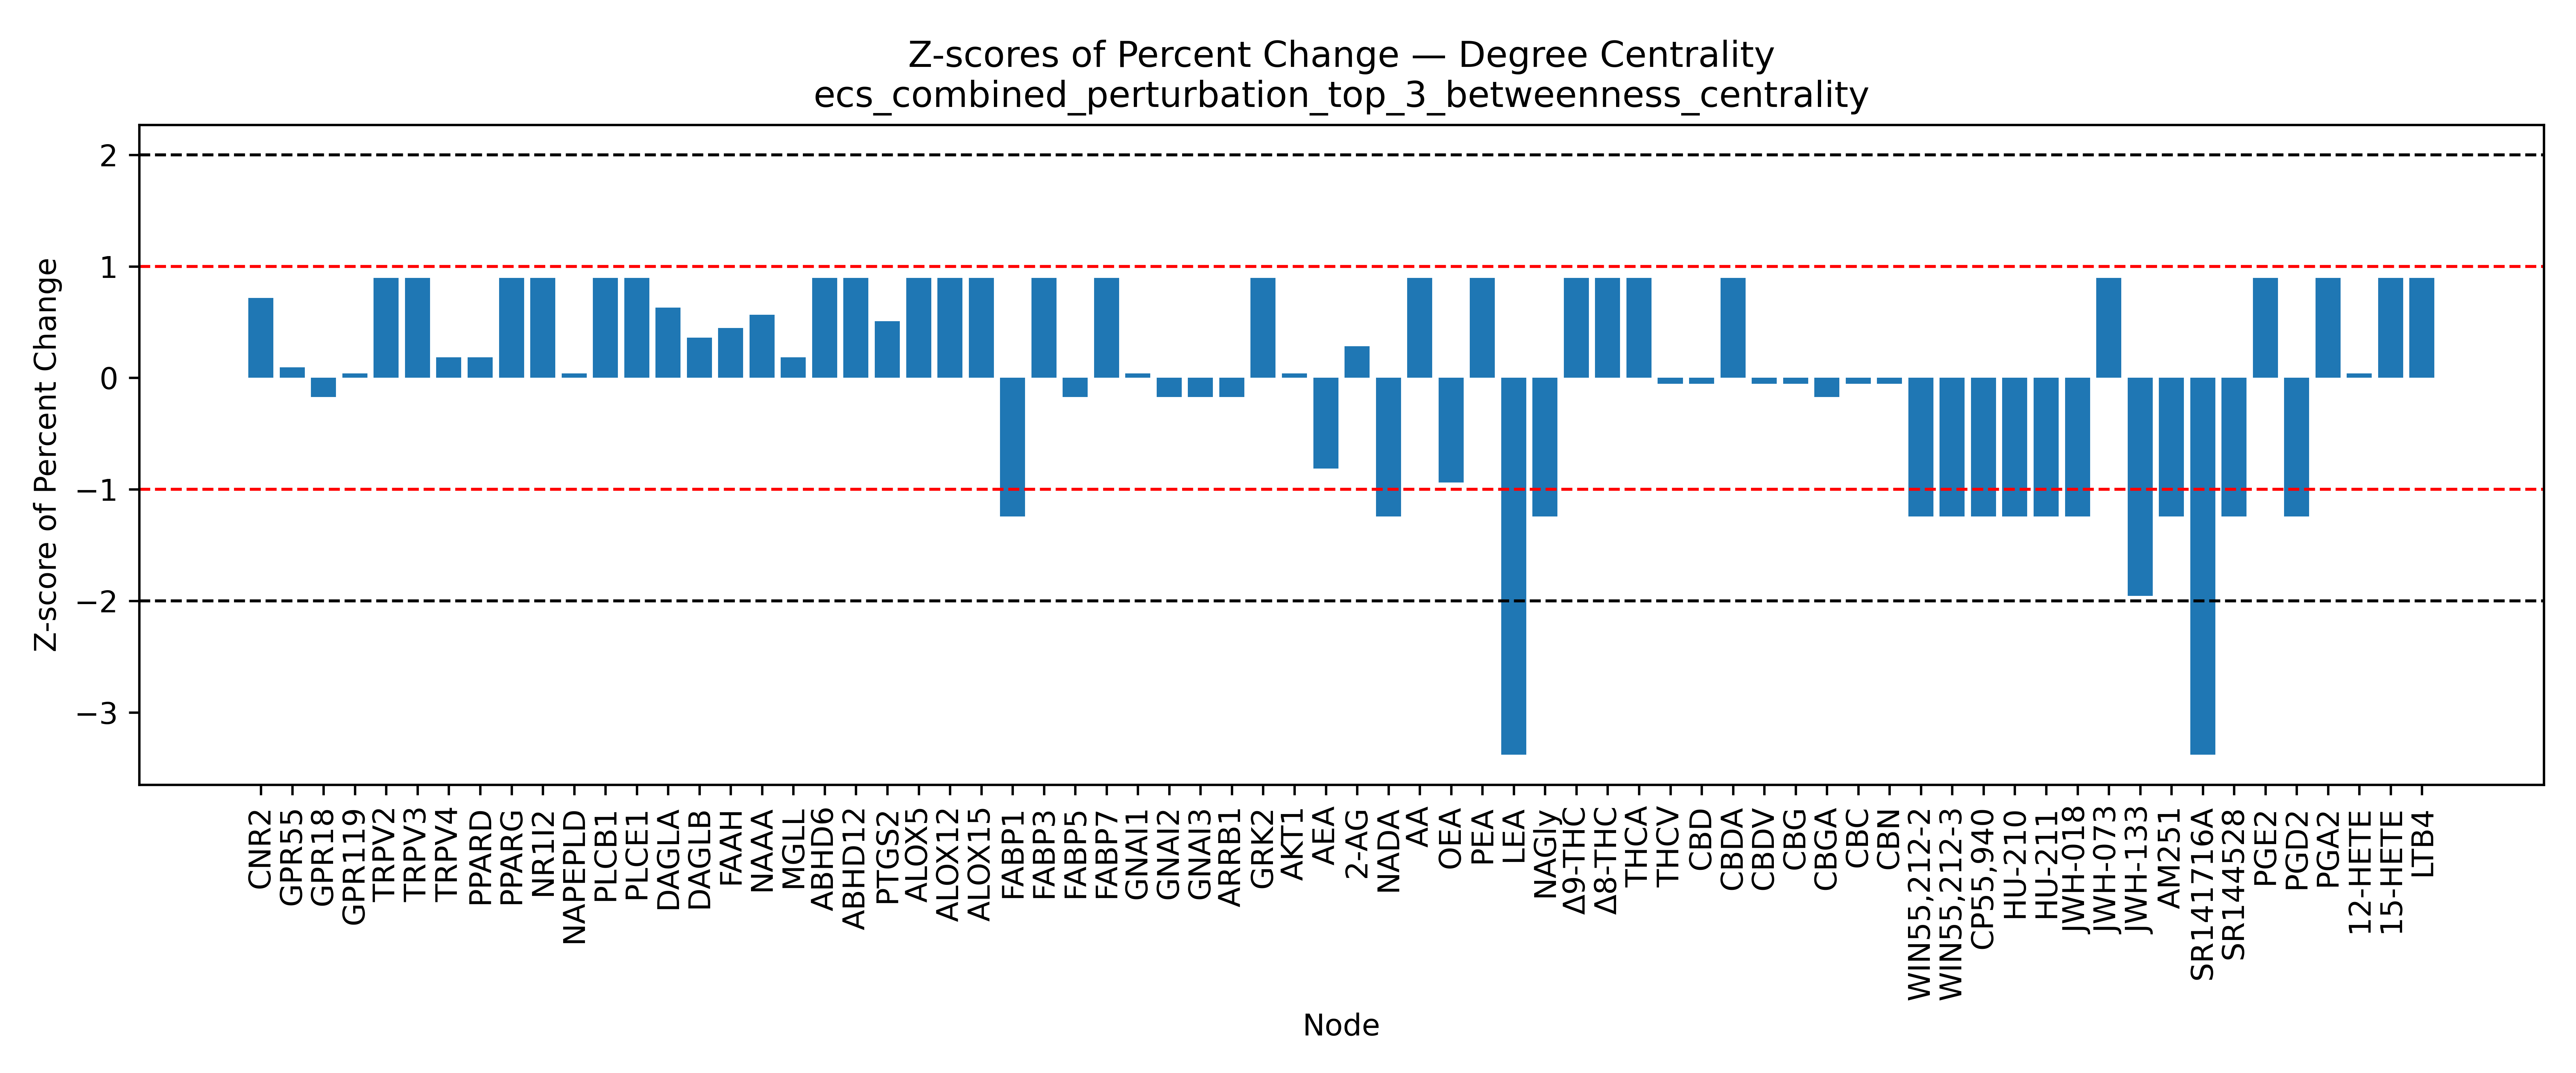 Z-scores of Percent Change — Degree Centrality
ecs_combined_perturbation_top_3_betweenness_centrality
Z-score of Percent Change
2
1
0
−1
−2
−3
CNR2
GPR55
GPR18
GPR119
TRPV2
TRPV3
TRPV4
PPARD
PPARG
NR1I2
NAPEPLD
PLCB1
PLCE1
DAGLA
DAGLB
FAAH
NAAA
MGLL
ABHD6
ABHD12
PTGS2
ALOX5
ALOX12
ALOX15
FABP1
FABP3
FABP5
FABP7
GNAI1
GNAI2
GNAI3
ARRB1
GRK2
AKT1
AEA
2-AG
NADA
AA
OEA
PEA
LEA
NAGly
Δ9-THC
Δ8-THC
THCA
THCV
CBD
CBDA
CBDV
CBG
CBGA
CBC
CBN
WIN55,212-2
WIN55,212-3
CP55,940
HU-210
HU-211
JWH-018
JWH-073
JWH-133
AM251
SR141716A
SR144528
PGE2
PGD2
PGA2
12-HETE
15-HETE
LTB4
Node